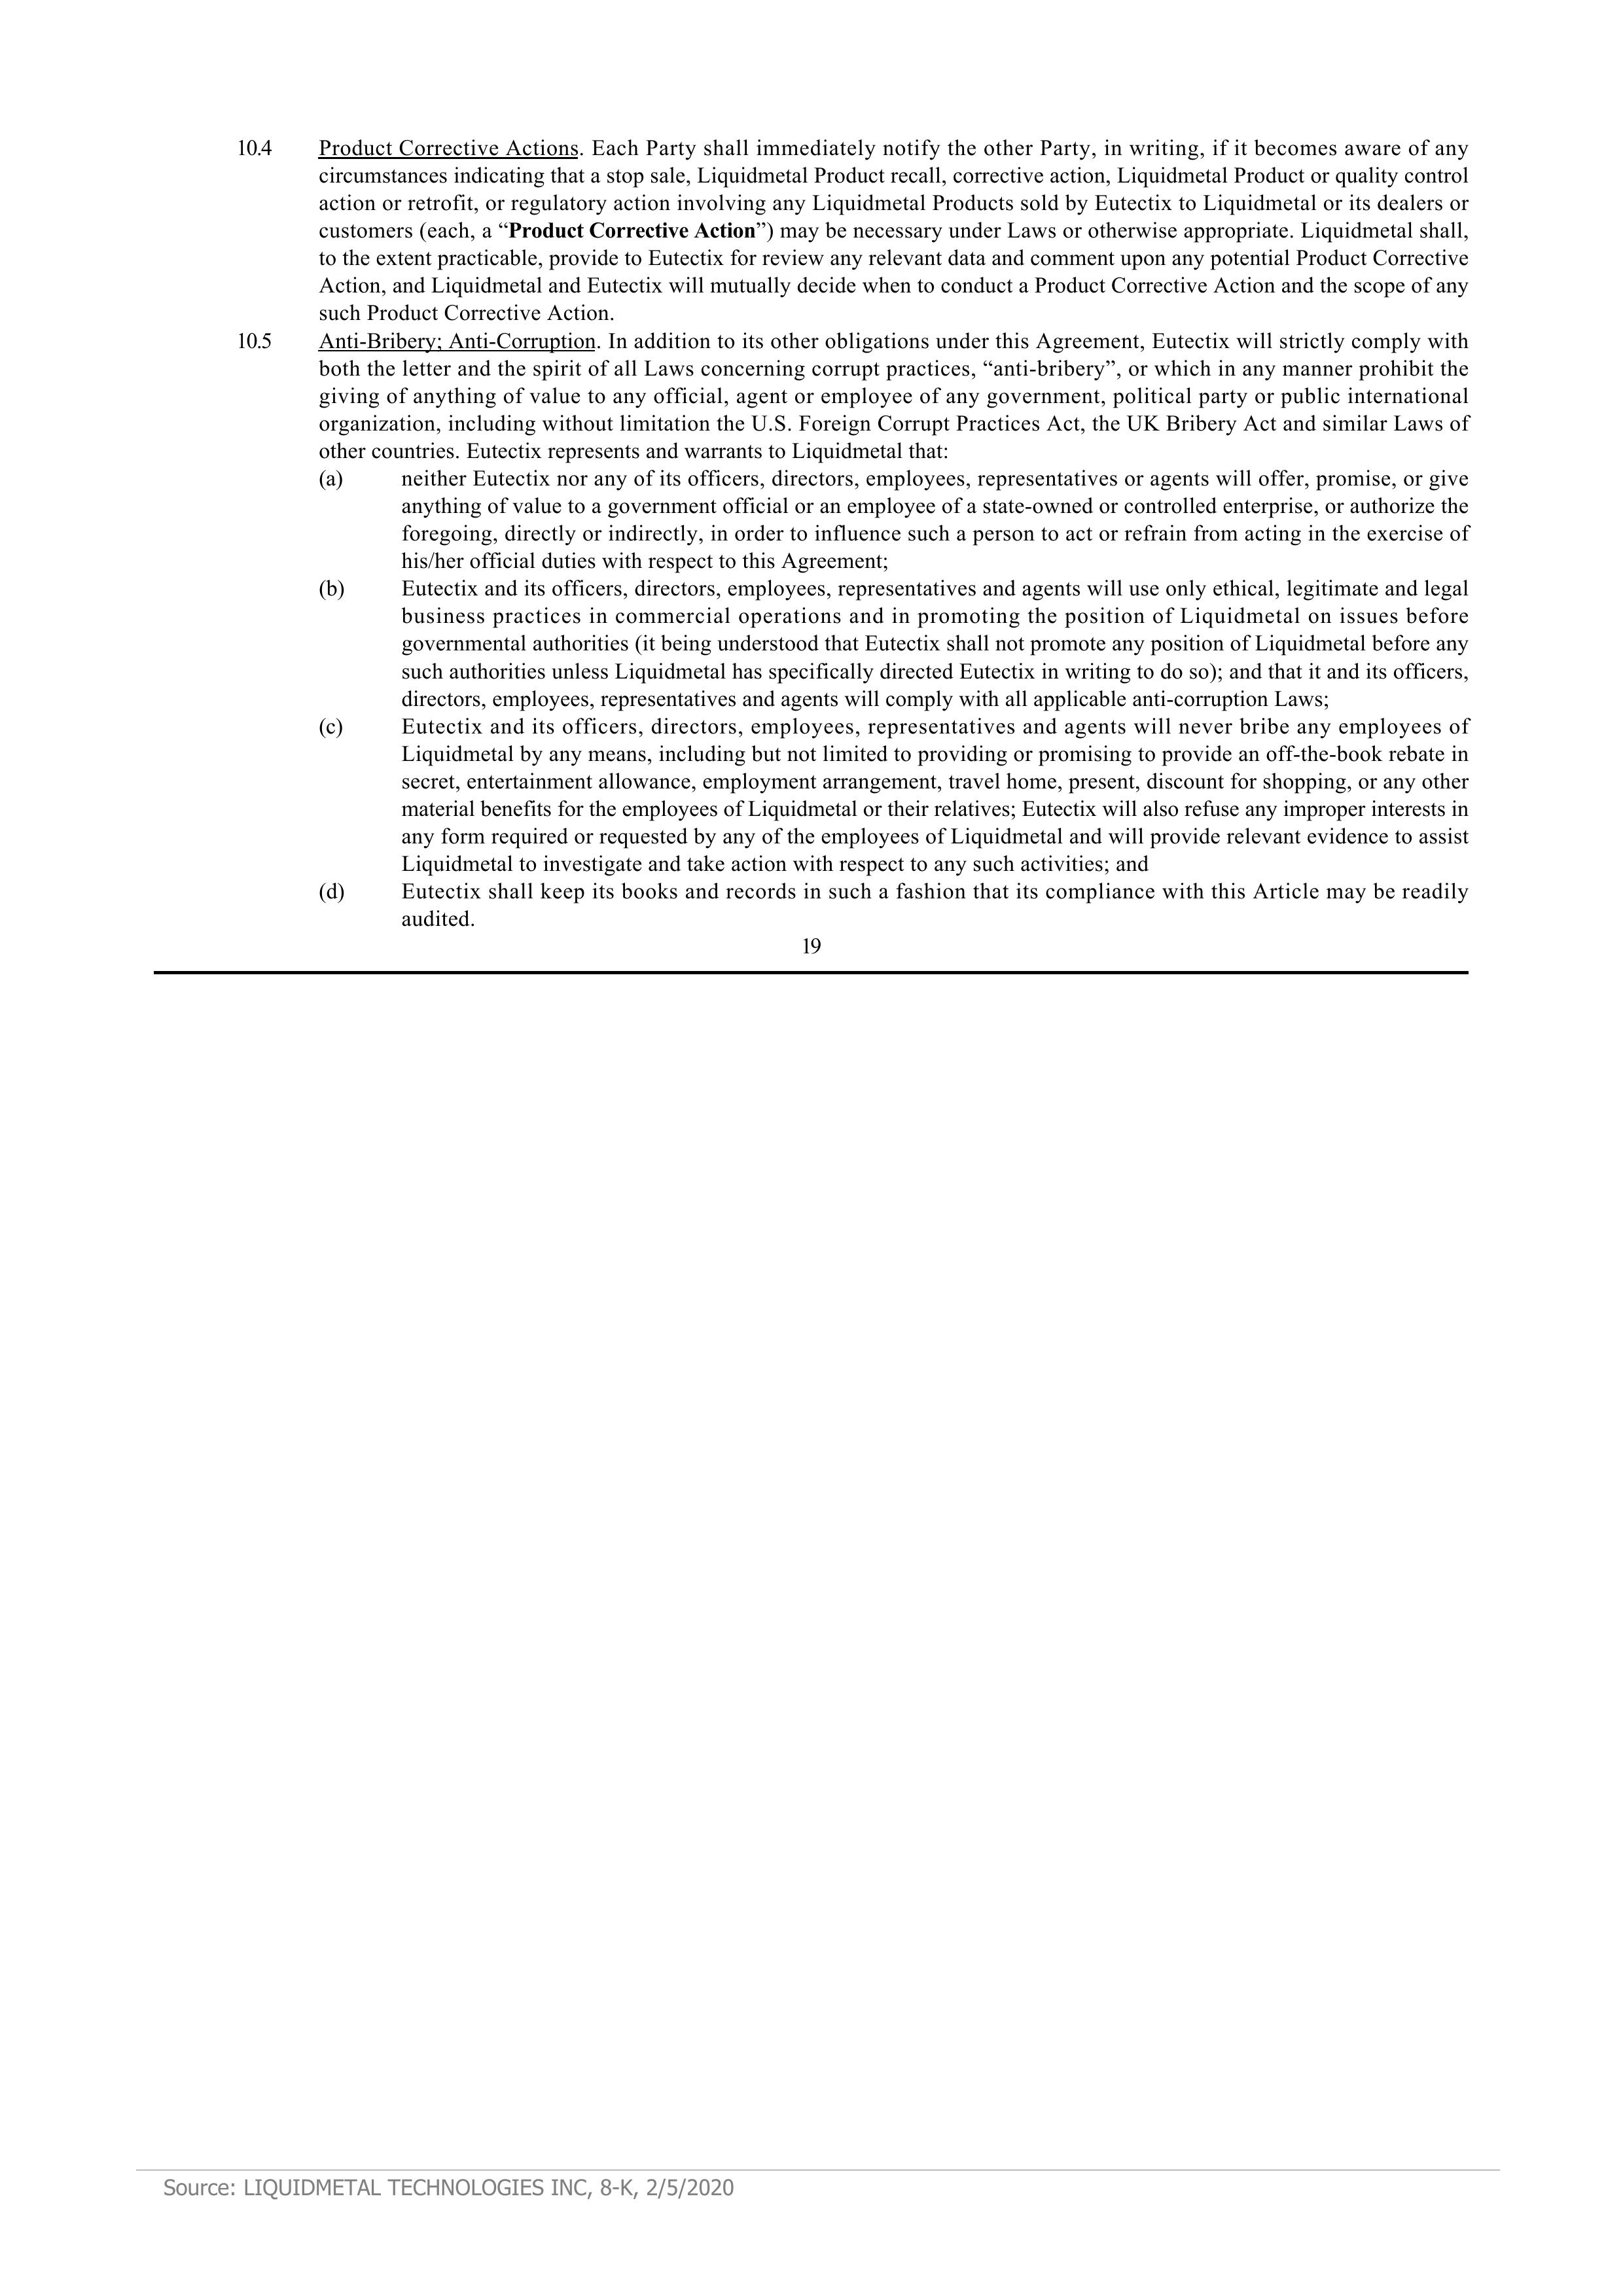 10.4 Product Corrective Actions. Each Party shall immediately notify the other Party, in writing, if it becomes aware of any
circumstances indicating that a stop sale, Liquidmetal Product recall, corrective action, Liquidmetal Product or quality control
action or retrofit, or regulatory action involving any Liquidmetal Products sold by Eutectix to Liquidmetal or its dealers or
customers (each, a “Product Corrective Action”) may be necessary under Laws or otherwise appropriate. Liquidmetal shall,
to the extent practicable, provide to Eutectix for review any relevant data and comment upon any potential Product Corrective
Action, and Liquidmetal and Eutectix will mutually decide when to conduct a Product Corrective Action and the scope of any
such Product Corrective Action.
10.5 Anti-Bribery; Anti-Corruption. In addition to its other obligations under this Agreement, Eutectix will strictly comply with
both the letter and the spirit of all Laws concerning corrupt practices, “anti-bribery”, or which in any manner prohibit the
giving of anything of value to any official, agent or employee of any government, political party or public international
organization, including without limitation the U.S. Foreign Corrupt Practices Act, the UK Bribery Act and similar Laws of
other countries. Eutectix represents and warrants to Liquidmetal that:
(a) neither Eutectix nor any of its officers, directors, employees, representatives or agents will offer, promise, or give
anything of value to a government official or an employee of a state-owned or controlled enterprise, or authorize the
foregoing, directly or indirectly, in order to influence such a person to act or refrain from acting in the exercise of
his/her official duties with respect to this Agreement;
(b) Eutectix and its officers, directors, employees, representatives and agents will use only ethical, legitimate and legal
business practices in commercial operations and in promoting the position of Liquidmetal on issues before
governmental authorities (it being understood that Eutectix shall not promote any position of Liquidmetal before any
such authorities unless Liquidmetal has specifically directed Eutectix in writing to do so); and that it and its officers,
directors, employees, representatives and agents will comply with all applicable anti-corruption Laws;
(c) Eutectix and its officers, directors, employees, representatives and agents will never bribe any employees of
Liquidmetal by any means, including but not limited to providing or promising to provide an off-the-book rebate in
secret, entertainment allowance, employment arrangement, travel home, present, discount for shopping, or any other
material benefits for the employees of Liquidmetal or their relatives; Eutectix will also refuse any improper interests in
any form required or requested by any of the employees of Liquidmetal and will provide relevant evidence to assist
Liquidmetal to investigate and take action with respect to any such activities; and
(d) Eutectix shall keep its books and records in such a fashion that its compliance with this Article may be readily
audited.
19
Source: LIQUIDMETAL TECHNOLOGIES INC, 8-K, 2/5/2020